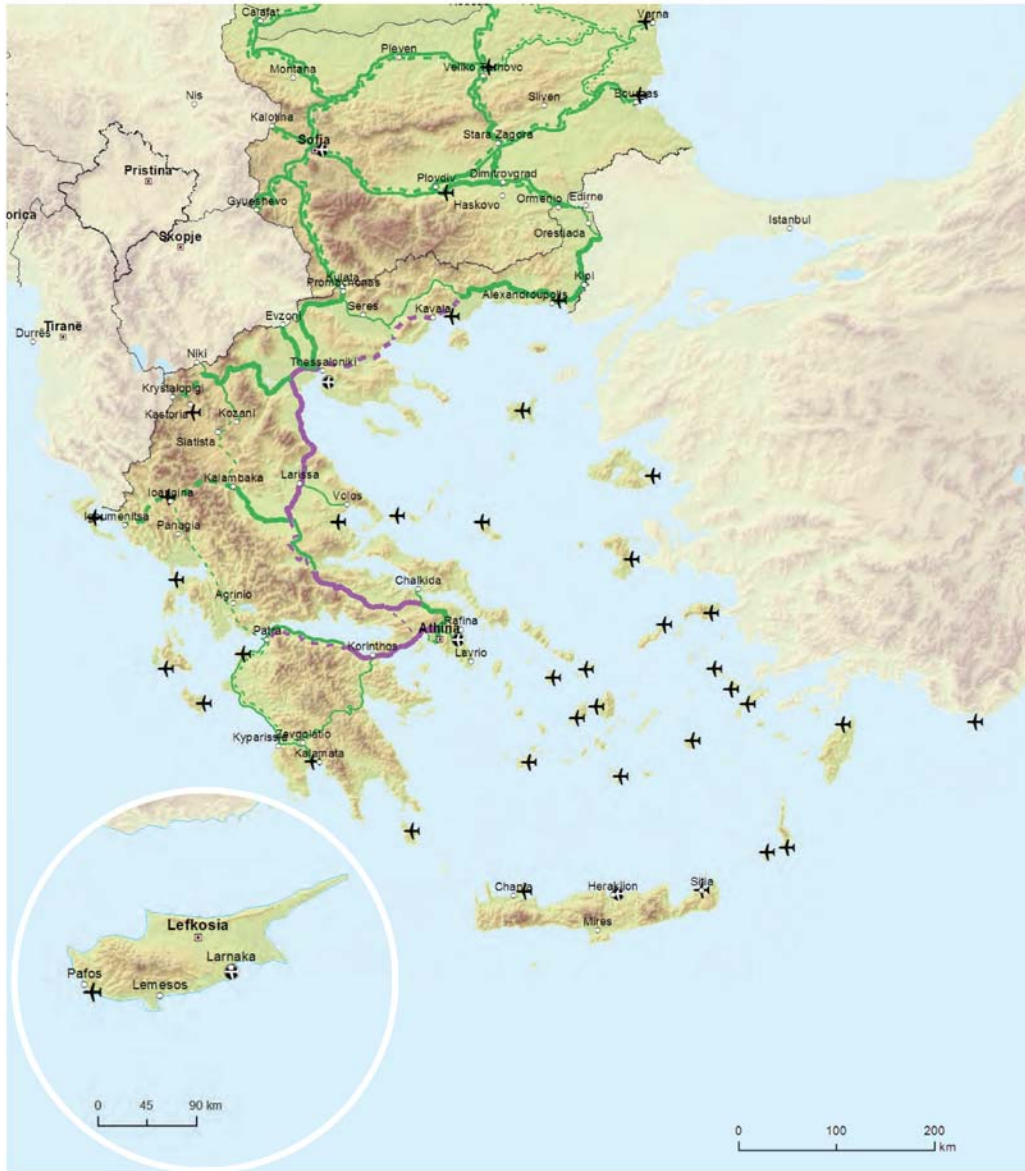 Calafat
Varna
Pleven
Montana
Veliko Tarnovo
Nis
Sliven
Bourgas
Kalotina
Sofia
Stara Zagora
Pristina
Plovdiv
Dimitrovgrad
Haskovo
Ormenio
Edirne
Gyueshevo
orica
Istanbul
Orestiada
Skopje
Kulata
Promachonas
Kipi
Seres
Alexandroupolis
Evzoni
Kavala
Durrës
Tiranë
Niki
Thessaloniki
Krystalopigi
Kastoria
Kozani
Siatista
Kalambaka
Larissa
Ioannina
Volos
Igoumenitsa
Panagia
Chalkida
Agrinio
Rafina
Athina
Patra
Korinthos
Lavrio
Kyparissia
Zevgolatio
Kalamata
Chania
Heraklion
Sitia
Mires
Lefkosia
Larnaka
Pafos
Lemesos
0 45 90 km
0 100 200
km